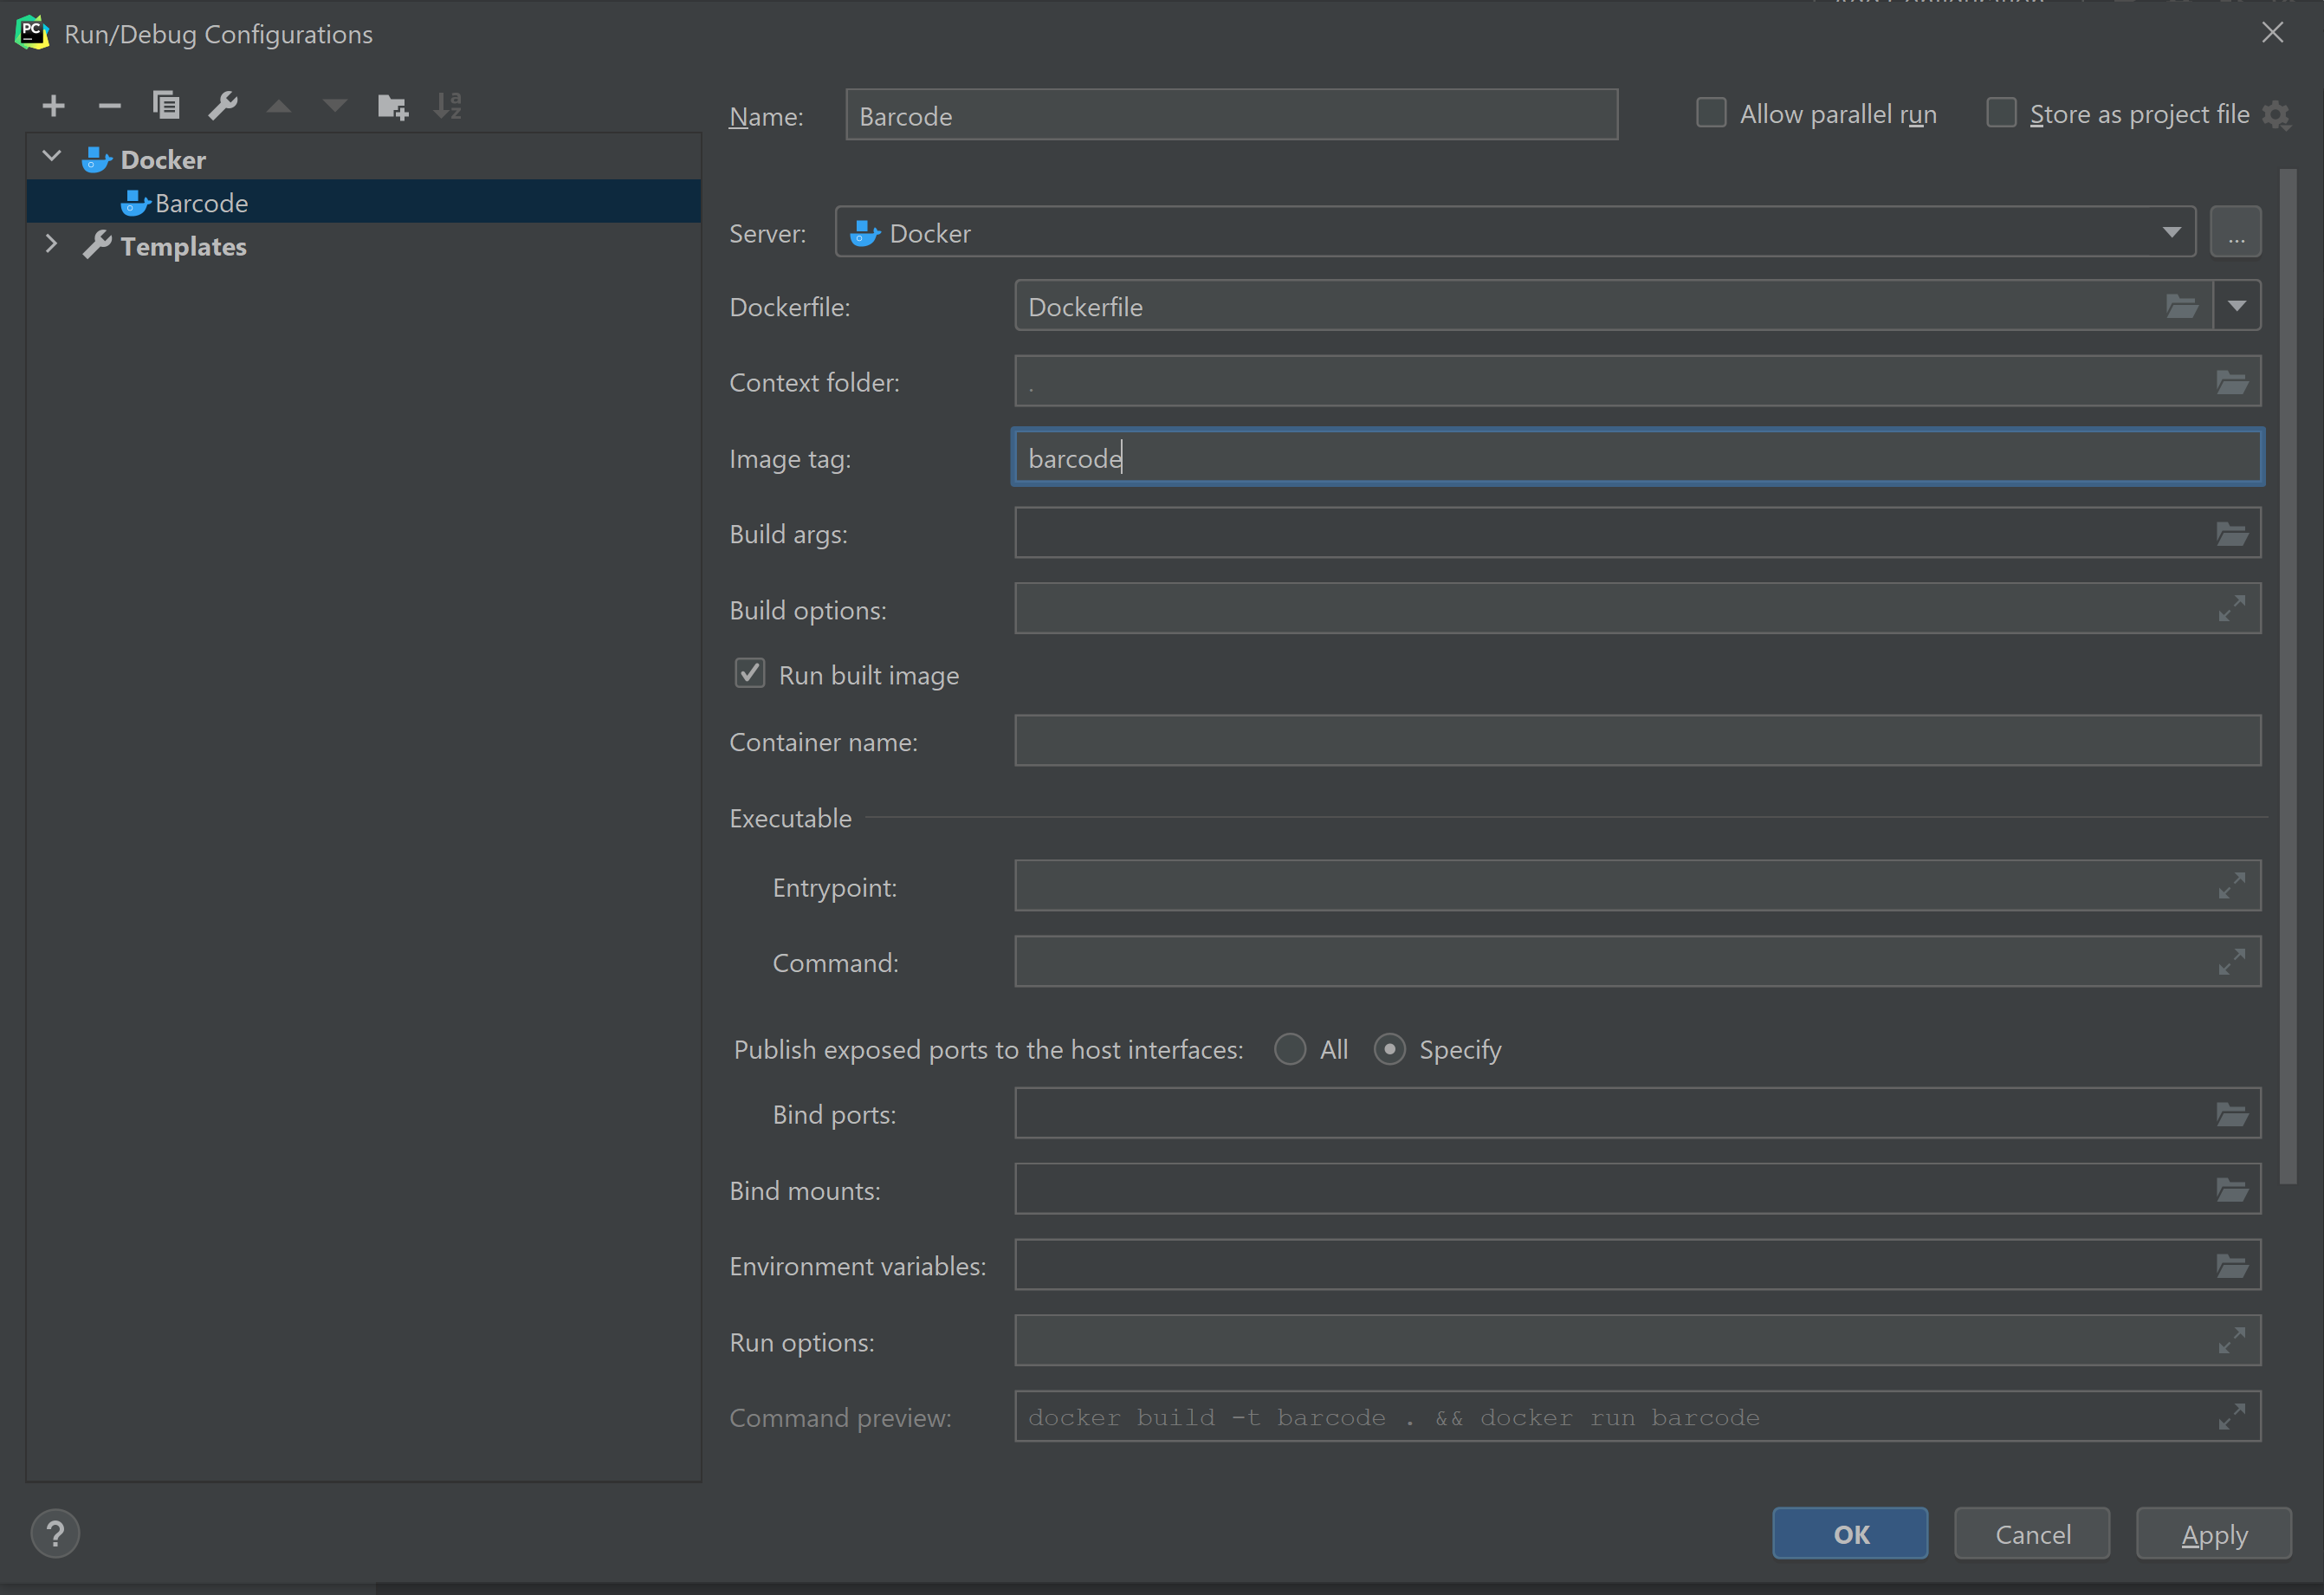 PC Run/Debug Configurations
Name: Barcode Allow parallel run Store as project file
Docker
Barcode
Templates
Server: Docker ...
Dockerfile: Dockerfile
Context folder: .
Image tag: barcode
Build args:
Build options:
Run built image
Container name:
Executable
Entrypoint:
Command:
Publish exposed ports to the host interfaces: All Specify
Bind ports:
Bind mounts:
Environment variables:
Run options:
Command preview: docker build -t barcode . && docker run barcode
? OK Cancel Apply